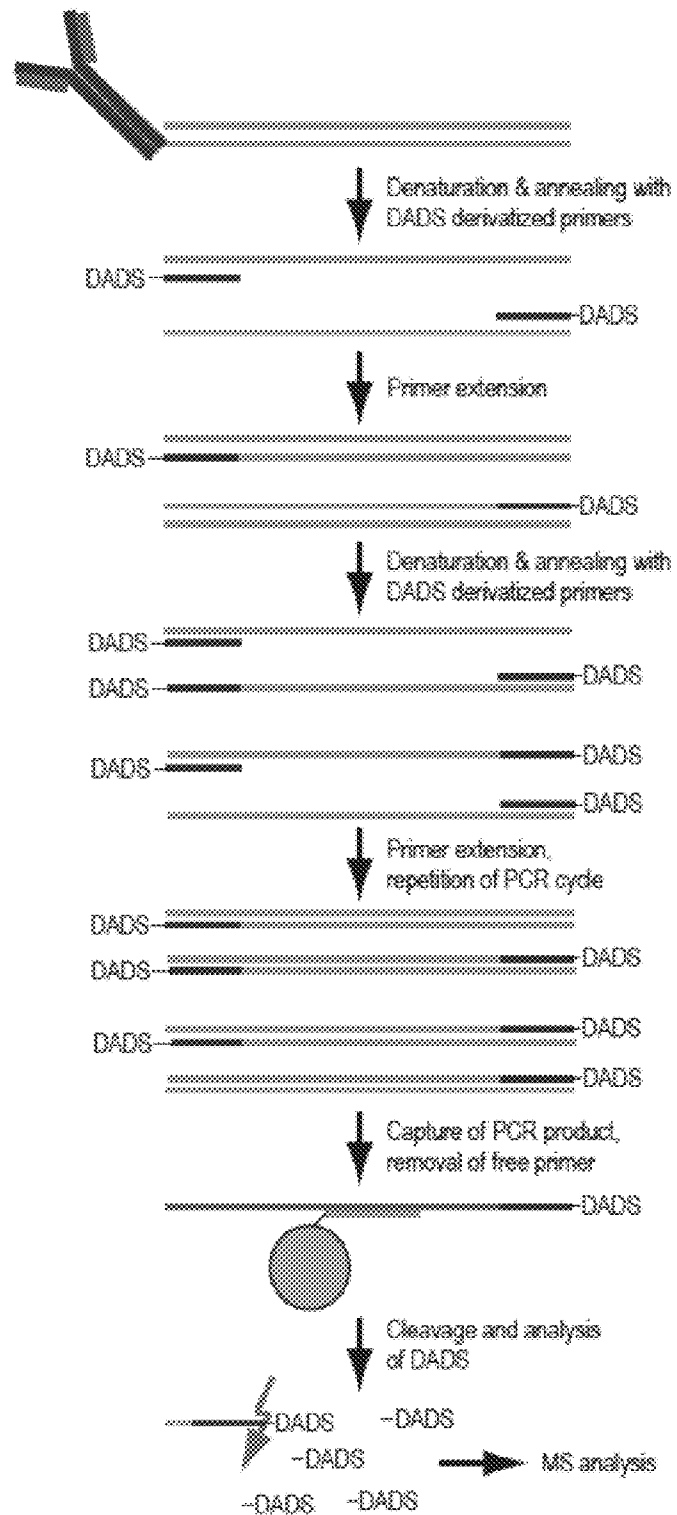 Denaturation & annealing with
DADS derivatized primers
DADS
DADS
Primer extension
DADS
DADS
Denaturation & annealing with
DADS derivatized primers
DADS
DADS
DADS
DADS
DADS
DADS
Primer extension,
repetition of PCR cycle
DADS
DADS
DADS
DADS
DADS
DADS
Capture of PCR product,
removal of free primer
DADS
Cleavage and analysis
of DADS
DADS
DADS
DADS
MS analysis
DADS
DADS